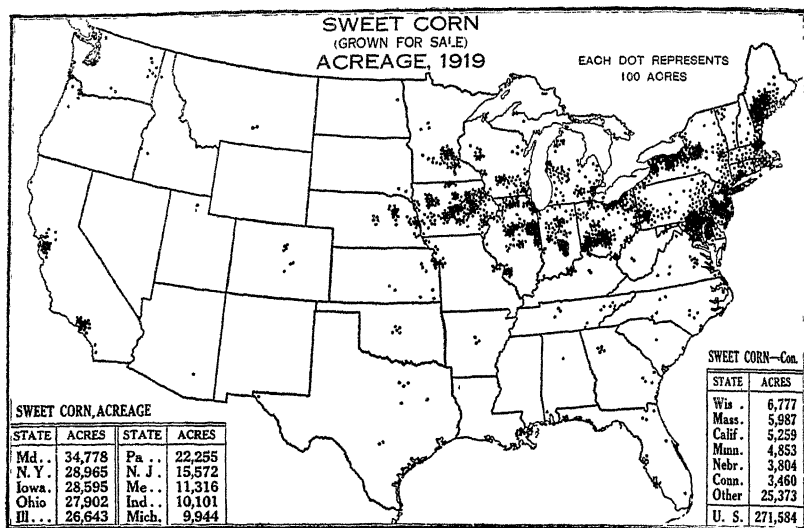 SWEET CORN
(GROWN FOR SALE)
ACREAGE, 1919
EACH DOT REPRESENTS
100 ACRES
SWEET CORN, ACREAGE
STATE ACRES STATE ACRES
Md. . 34,778 Pa . . 22,255
N. Y. 28,965 N. J. 15,572
Iowa. 28,595 Me. . 11,316
Ohio 27,902 Ind. . 10,101
Ill. . . 26,643 Mich. 9,944
SWEET CORN—Con.
STATE ACRES
Wis . 6,777
Mass. 5,987
Calif. 5,259
Minn. 4,853
Nebr. 3,804
Conn. 3,460
Other 25,373
U. S. 271,584